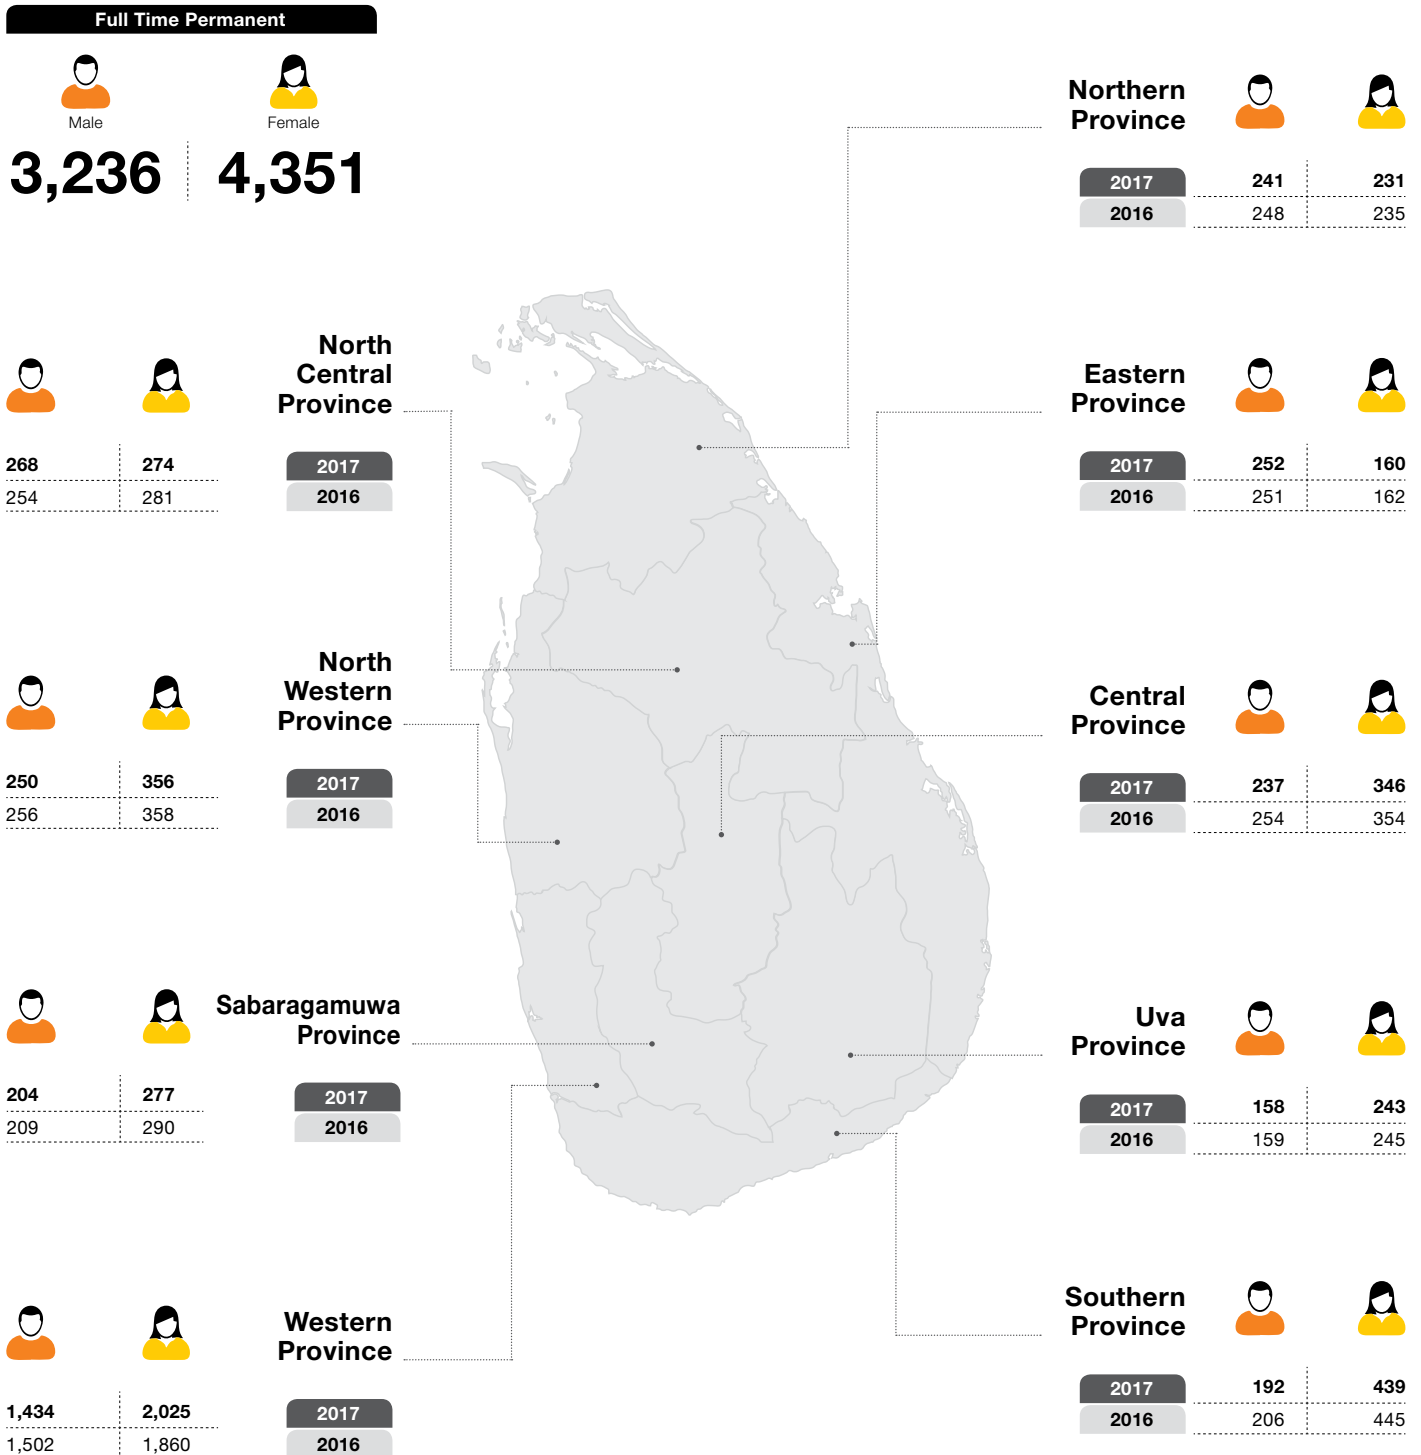 Full Time Permanent
Male Female
3,236 4,351
Northern
Province
2017 241 231
2016 248 235
North
Central
Province
268 274 2017
254 281 2016
Eastern
Province
2017 252 160
2016 251 162
North
Western
Province
250 356 2017
256 358 2016
Central
Province
2017 237 346
2016 254 354
Sabaragamuwa
Province
204 277 2017
209 290 2016
Uva
Province
2017 158 243
2016 159 245
Western
Province
1,434 2,025 2017
1,502 1,860 2016
Southern
Province
2017 192 439
2016 206 445